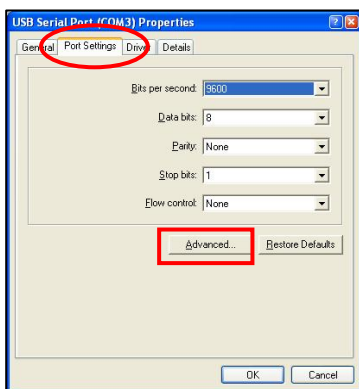 USB Serial Port (COM3) Properties
General Port Settings Driver Details
Bits per second: 9600
Data bits: 8
Parity: None
Stop bits: 1
Flow control: None
Advanced... Restore Defaults
OK Cancel